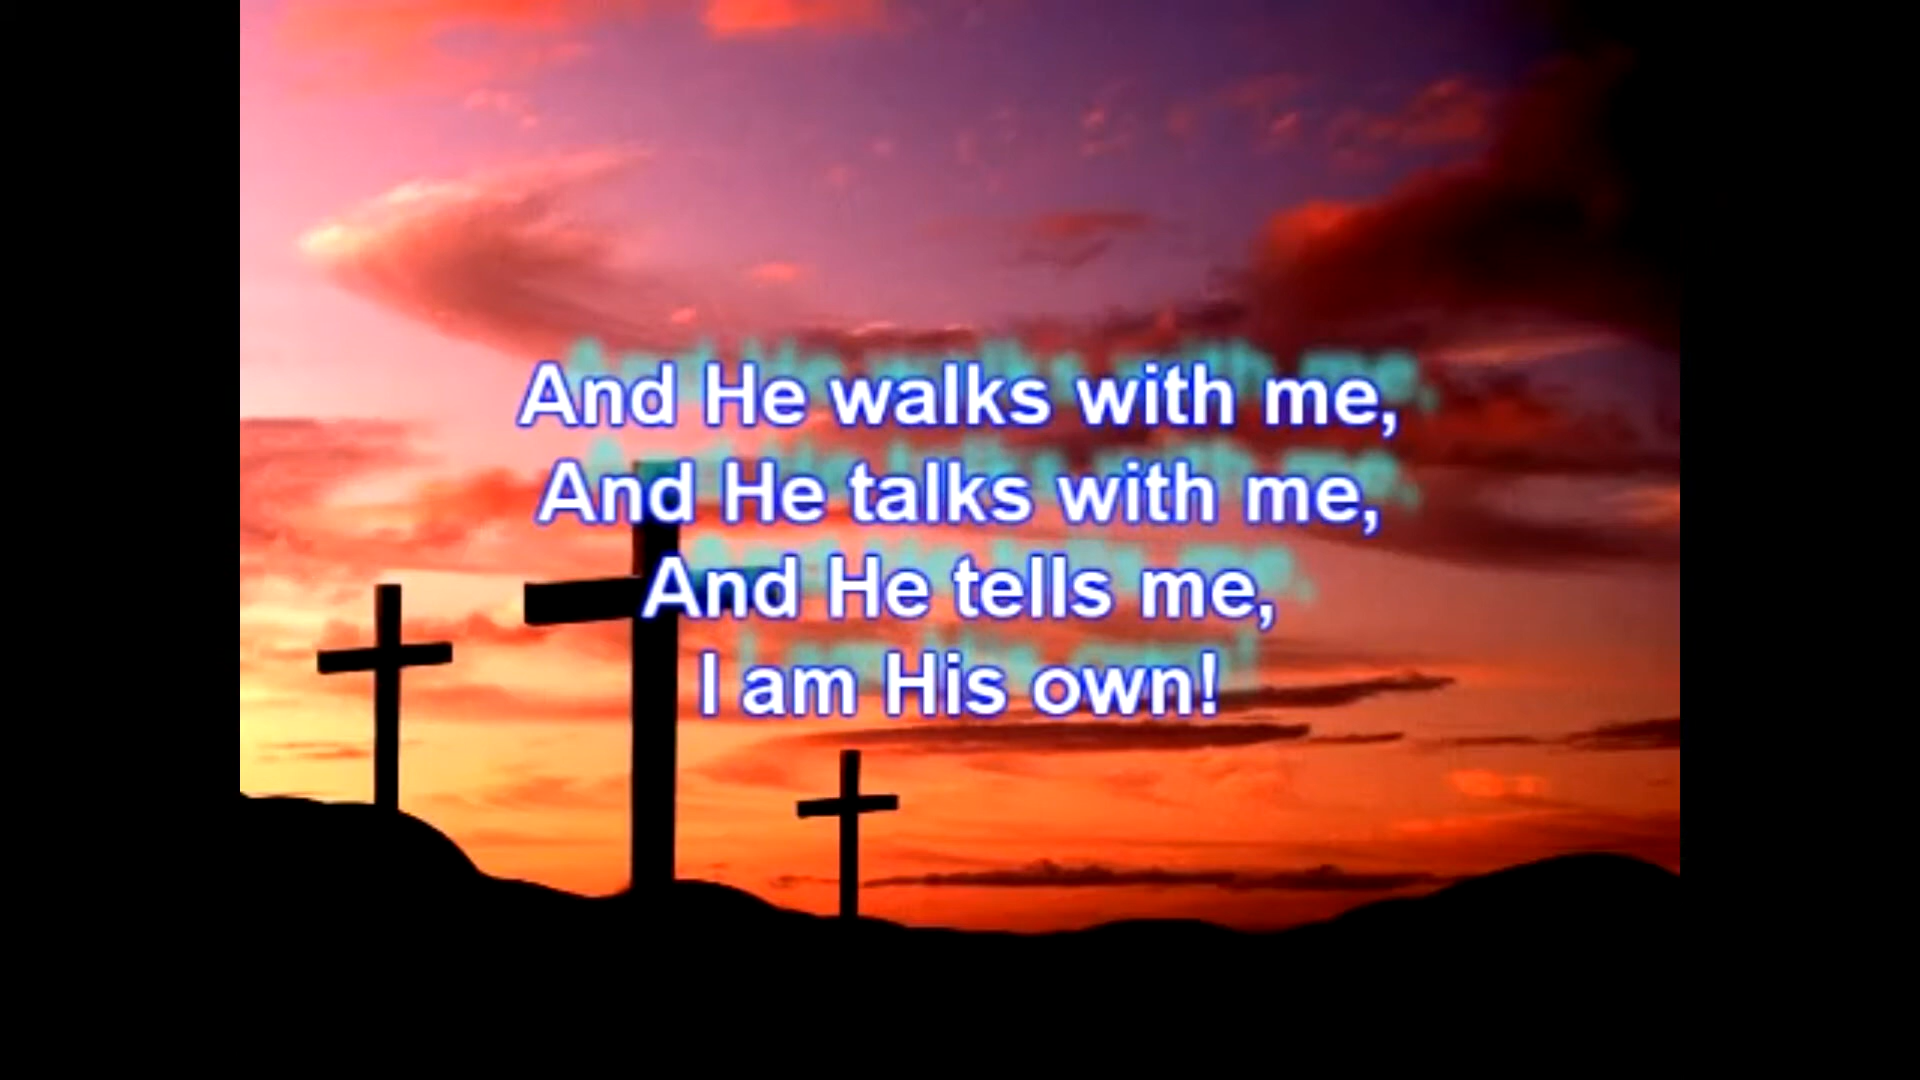 And He walks with me,
And He talks with me,
And He tells me,
I am His own!